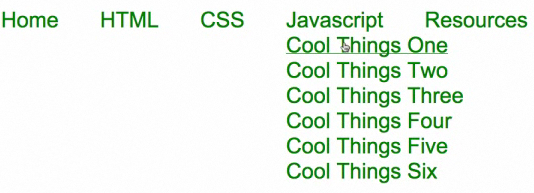 Home HTML CSS Javascript Resources
Cool Things One
Cool Things Two
Cool Things Three
Cool Things Four
Cool Things Five
Cool Things Six